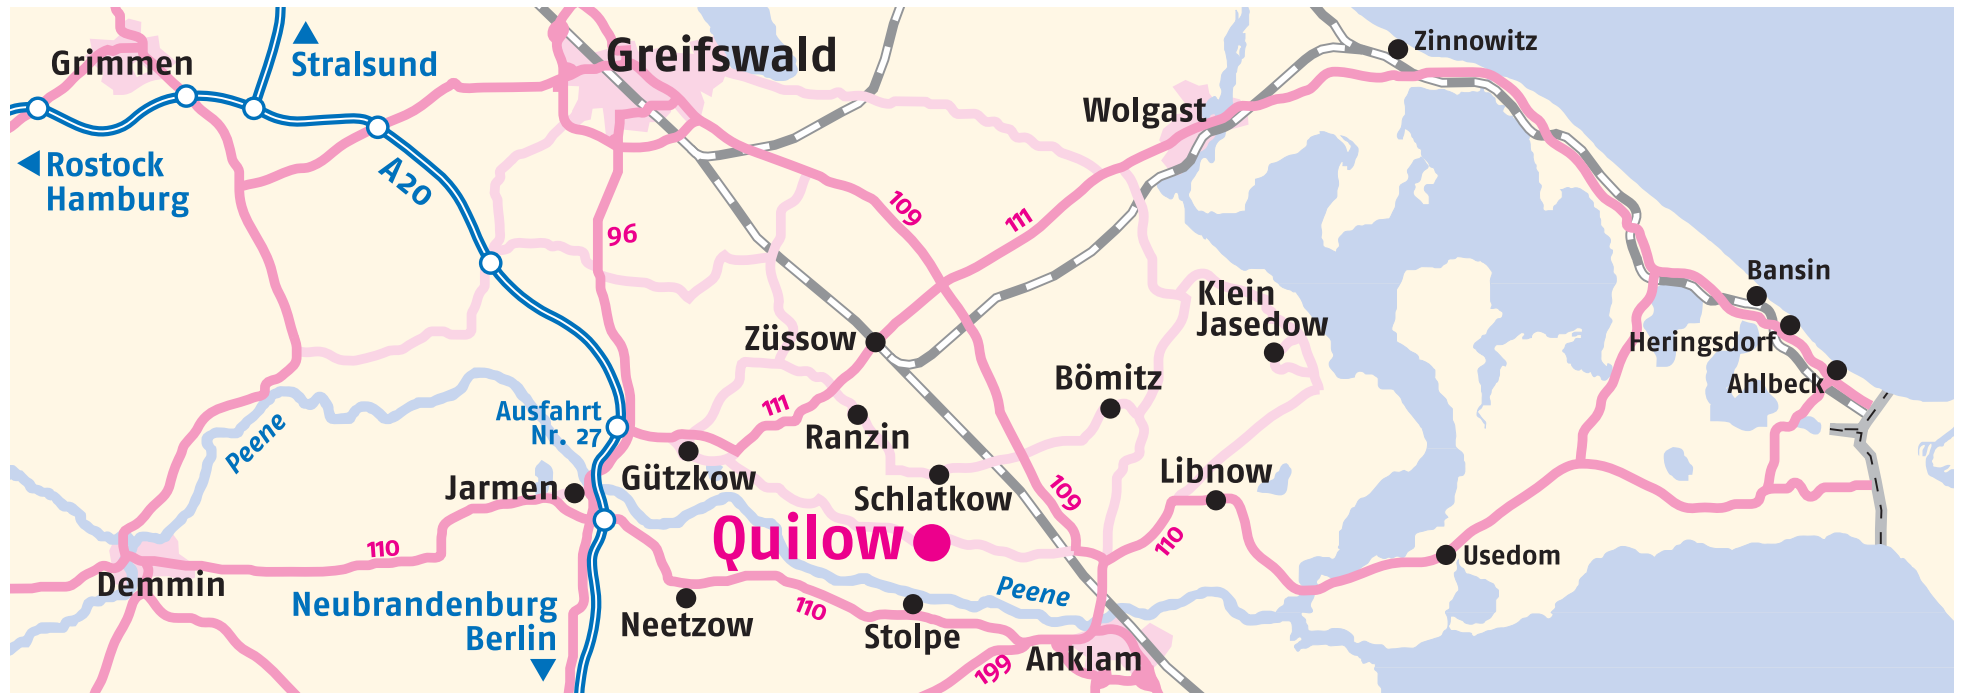 Zinnowitz
Greifswald
Grimmen
Stralsund
Wolgast
Rostock
Hamburg
A20
109
111
96
Bansin
Klein
Jasedow
Züssow
Heringsdorf
Bömitz
Ahlbeck
Ausfahrt
Nr. 27
111
Peene
Ranzin
Gützkow
Libnow
Jarmen
Schlatkow
109
Quilow
110
110
Usedom
Demmin
Peene
Neubrandenburg
Berlin
110
Neetzow
Stolpe
Anklam
199